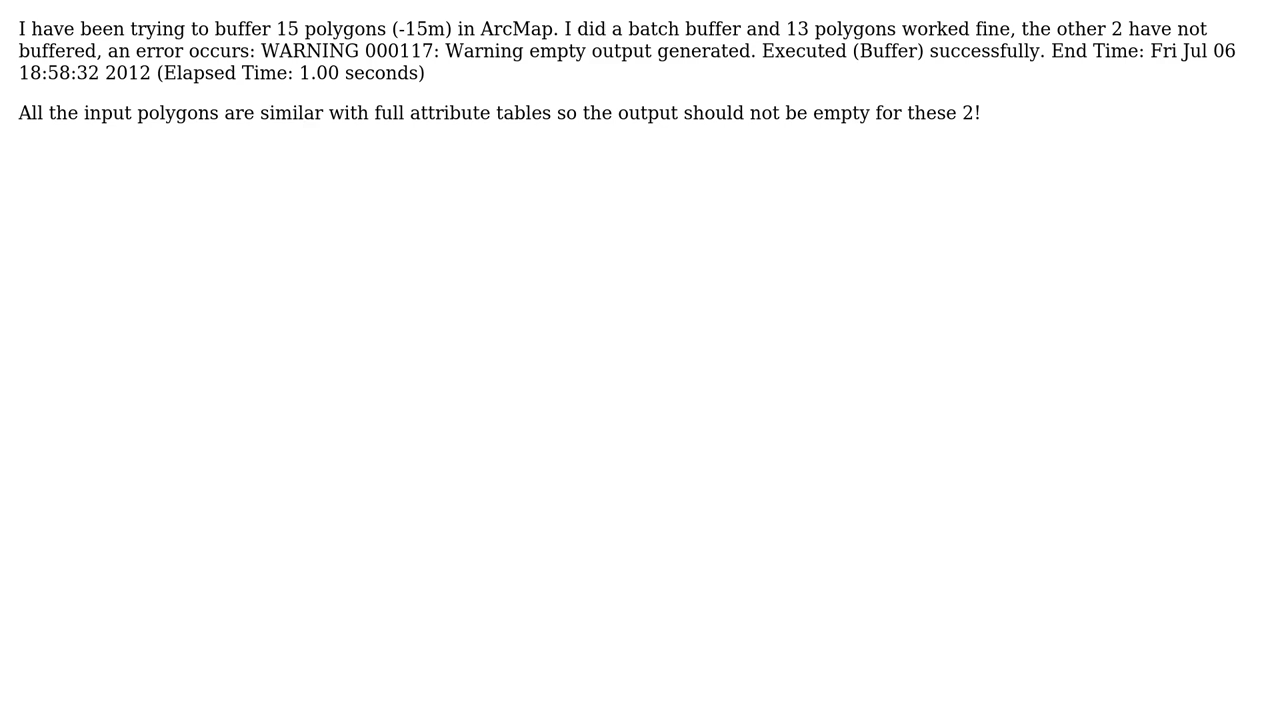 I have been trying to buffer 15 polygons (-15m) in ArcMap. I did a batch buffer and 13 polygons worked fine, the other 2 have not
buffered, an error occurs: WARNING 000117: Warning empty output generated. Executed (Buffer) successfully. End Time: Fri Jul 06
18:58:32 2012 (Elapsed Time: 1.00 seconds)
All the input polygons are similar with full attribute tables so the output should not be empty for these 2!